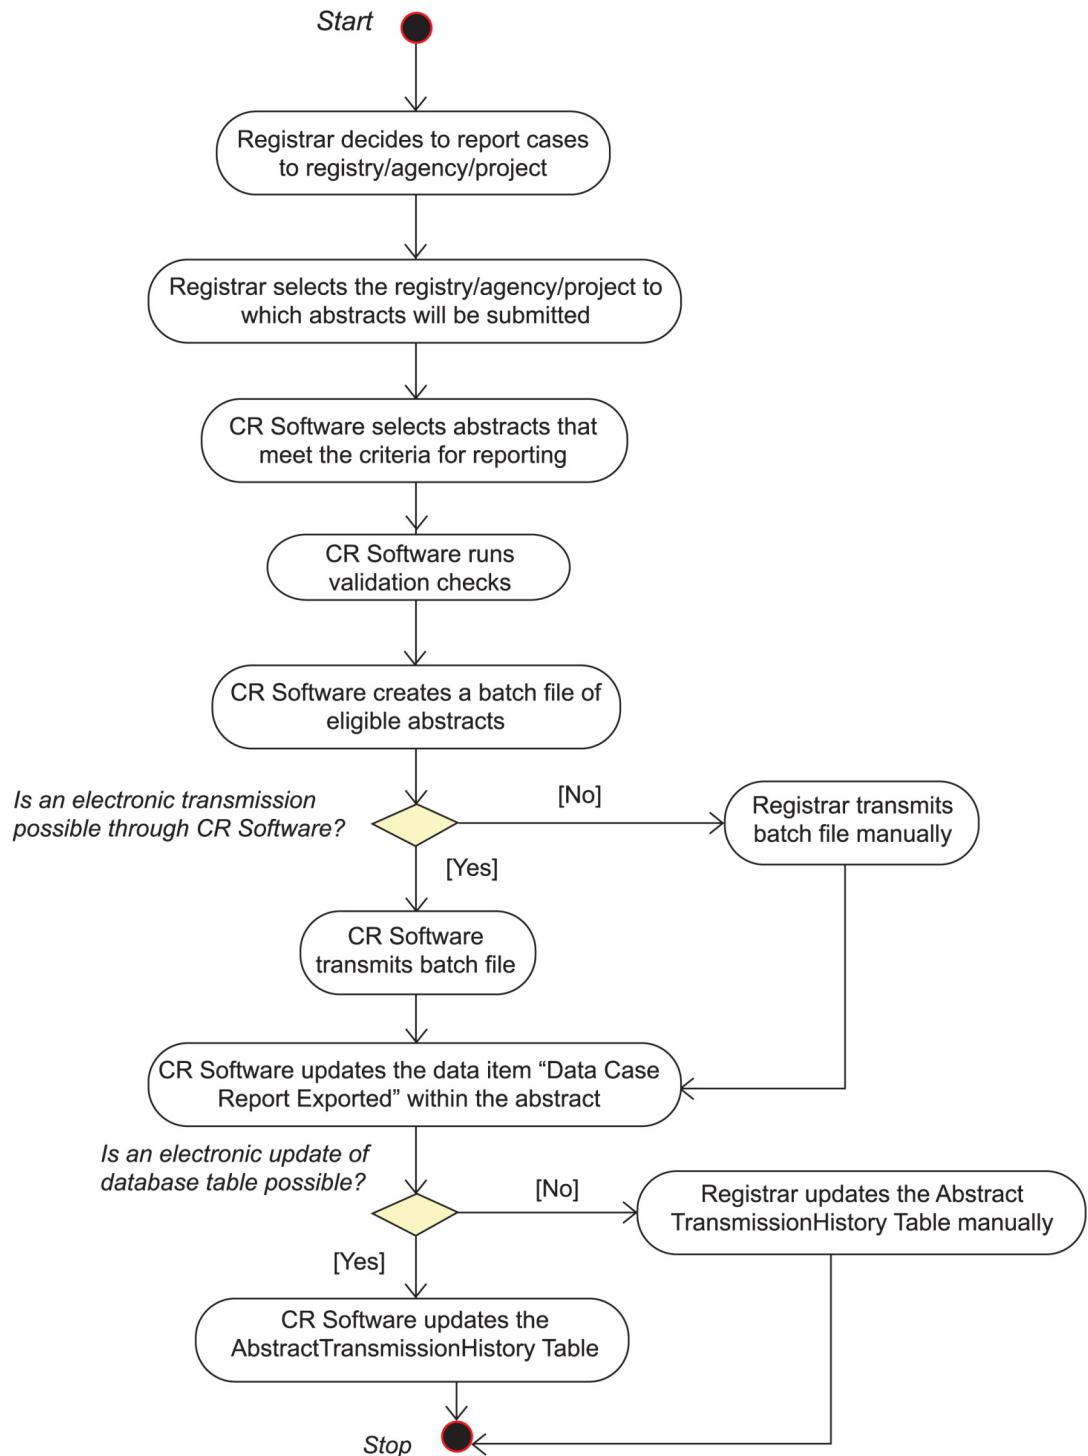 Start
Registrar decides to report cases
to registry/agency/project
Registrar selects the registry/agency/project to
which abstracts will be submitted
CR Software selects abstracts that
meet the criteria for reporting
CR Software runs
validation checks
CR Software creates a batch file of
eligible abstracts
Is an electronic transmission
possible through CR Software?
[No]
Registrar transmits
batch file manually
[Yes]
CR Software
transmits batch file
CR Software updates the data item “Data Case
Report Exported” within the abstract
Is an electronic update of
database table possible?
[No]
Registrar updates the Abstract
TransmissionHistory Table manually
[Yes]
CR Software updates the
AbstractTransmissionHistory Table
Stop